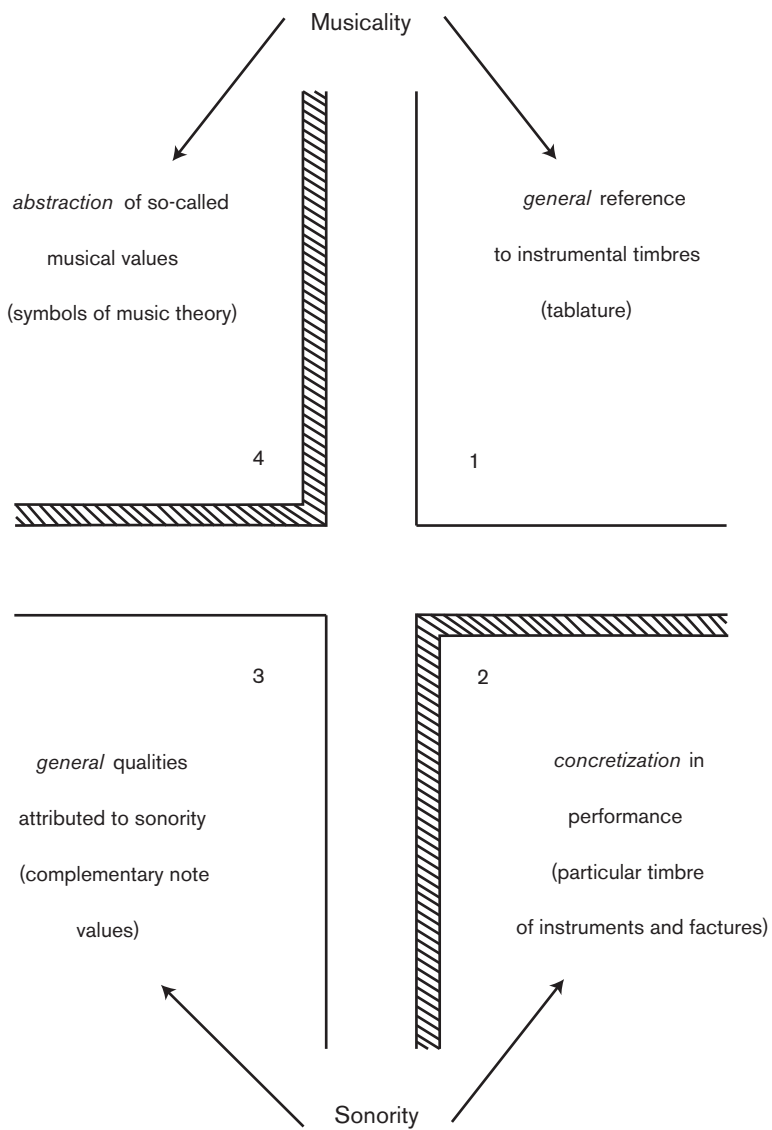 Musicality
abstraction of so-called
musical values
(symbols of music theory)
4
general reference
to instrumental timbres
(tablature)
1
3
general qualities
attributed to sonority
(complementary note
values)
2
concretization in
performance
(particular timbre
of instruments and factures)
Sonority